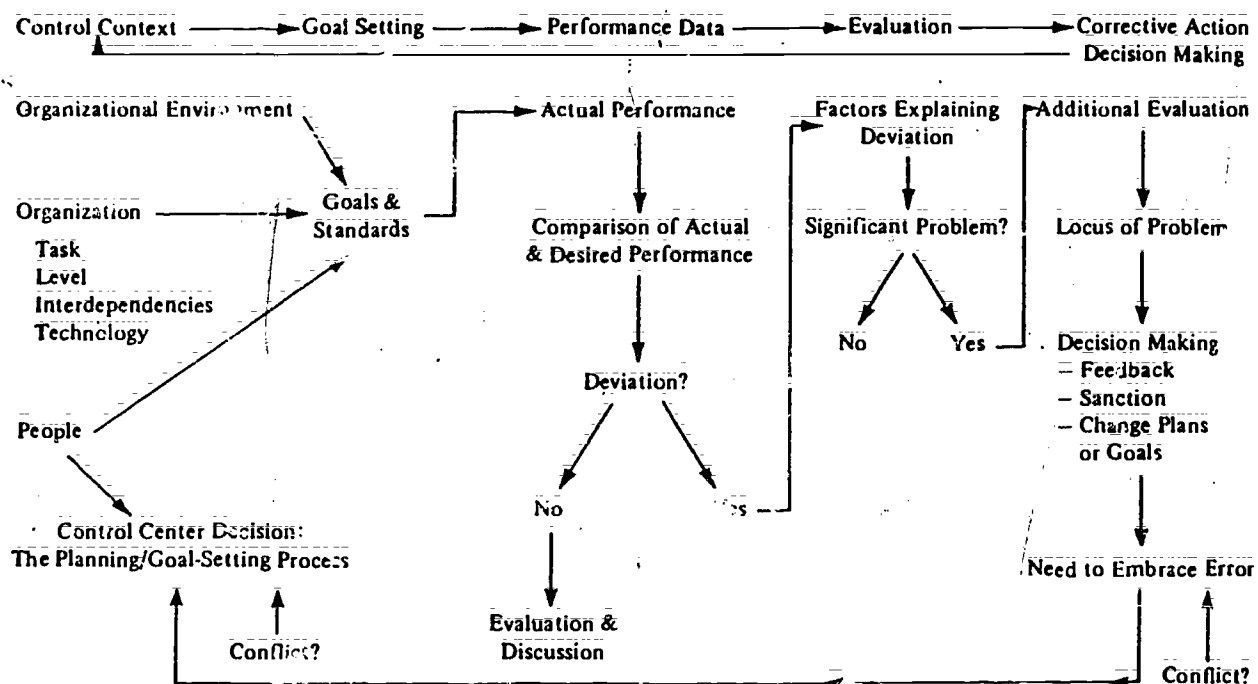 Control Context
Goal Setting
Performance Data
Evaluation
Corrective Action
Decision Making
Organizational Environment
Actual Performance
Factors Explaining
Deviation
Additional Evaluation
Organization
Task
Level
Interdependencies
Technology
Goals &
Standards
Comparison of Actual
& Desired Performance
Significant Problem?
Locus of Problem
No
Yes
Decision Making
– Feedback
– Sanction
– Change Plans
or Goals
Deviation?
People
No
Yes
Control Center Decision:
The Planning/Goal-Setting Process
Need to Embrace Error
Evaluation &
Discussion
Conflict?
Conflict?